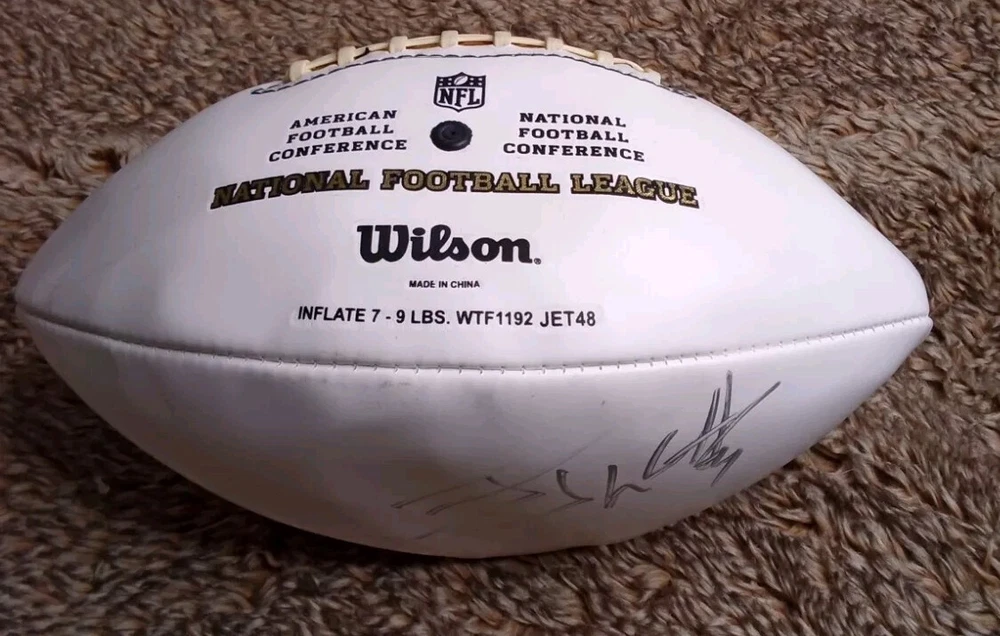 NFL
AMERICAN
FOOTBALL
CONFERENCE
NATIONAL
FOOTBALL
CONFERENCE
NATIONAL FOOTBALL LEAGUE
Wilson.
MADE IN CHINA
INFLATE 7 - 9 LBS. WTF1192 JET48